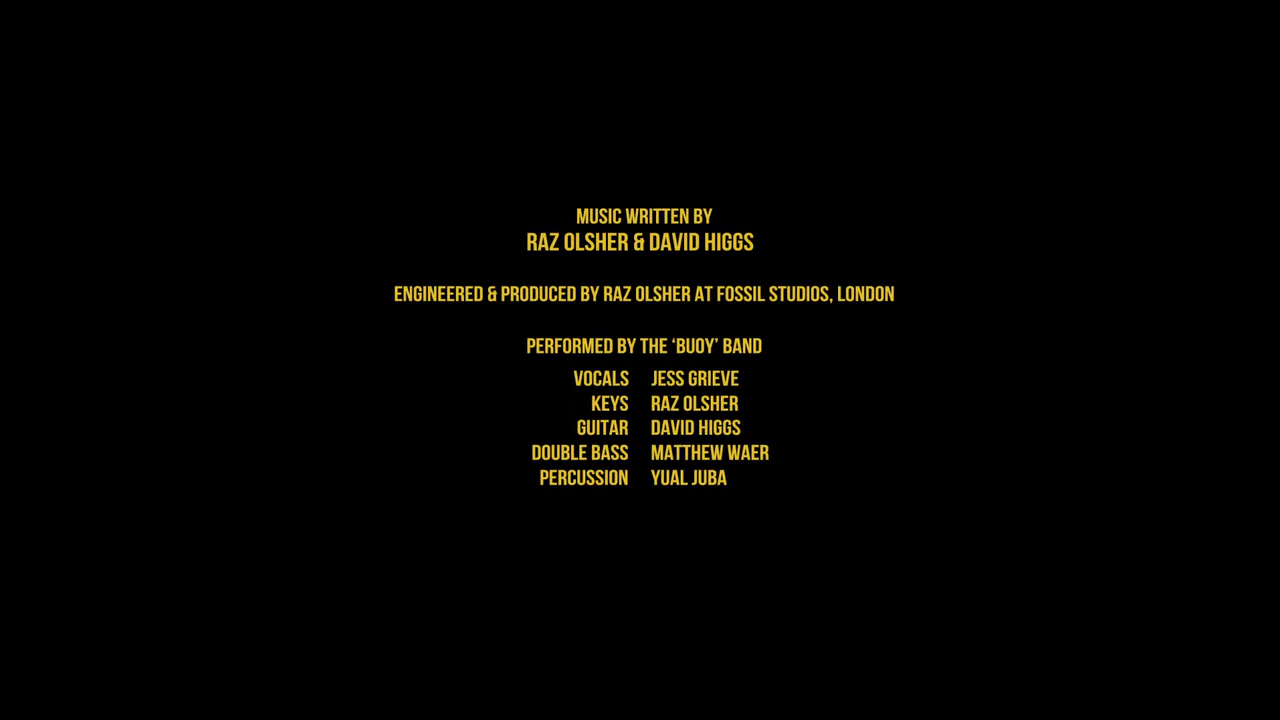 MUSIC WRITTEN BY
RAZ OLSHER & DAVID HIGGS
ENGINEERED & PRODUCED BY RAZ OLSHER AT FOSSIL STUDIOS, LONDON
PERFORMED BY THE ‘BUOY’ BAND
VOCALS JESS GRIEVE
KEYS RAZ OLSHER
GUITAR DAVID HIGGS
DOUBLE BASS MATTHEW WAER
PERCUSSION YUAL JUBA